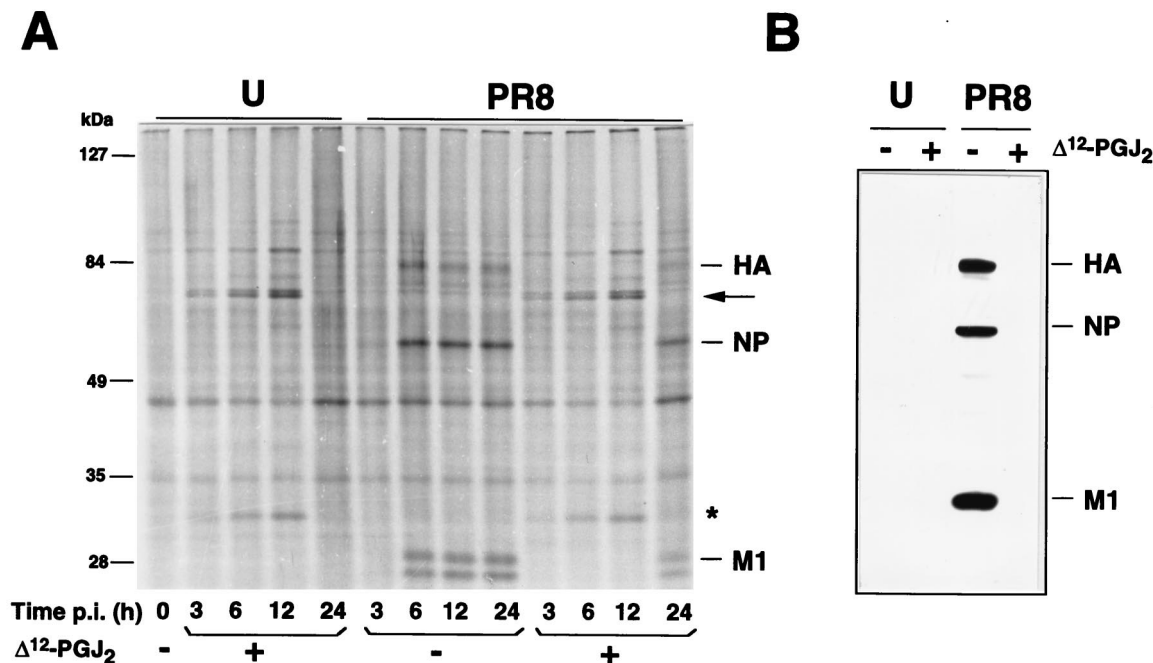 A
B
U PR8
U PR8
kDa
- + - + Δ¹²-PGJ₂
127
84
HA
HA
NP
NP
49
35
*
M1
M1
28
Time p.i. (h) 0 3 6 12 24 3 6 12 24 3 6 12 24
Δ¹²-PGJ₂ - + - +